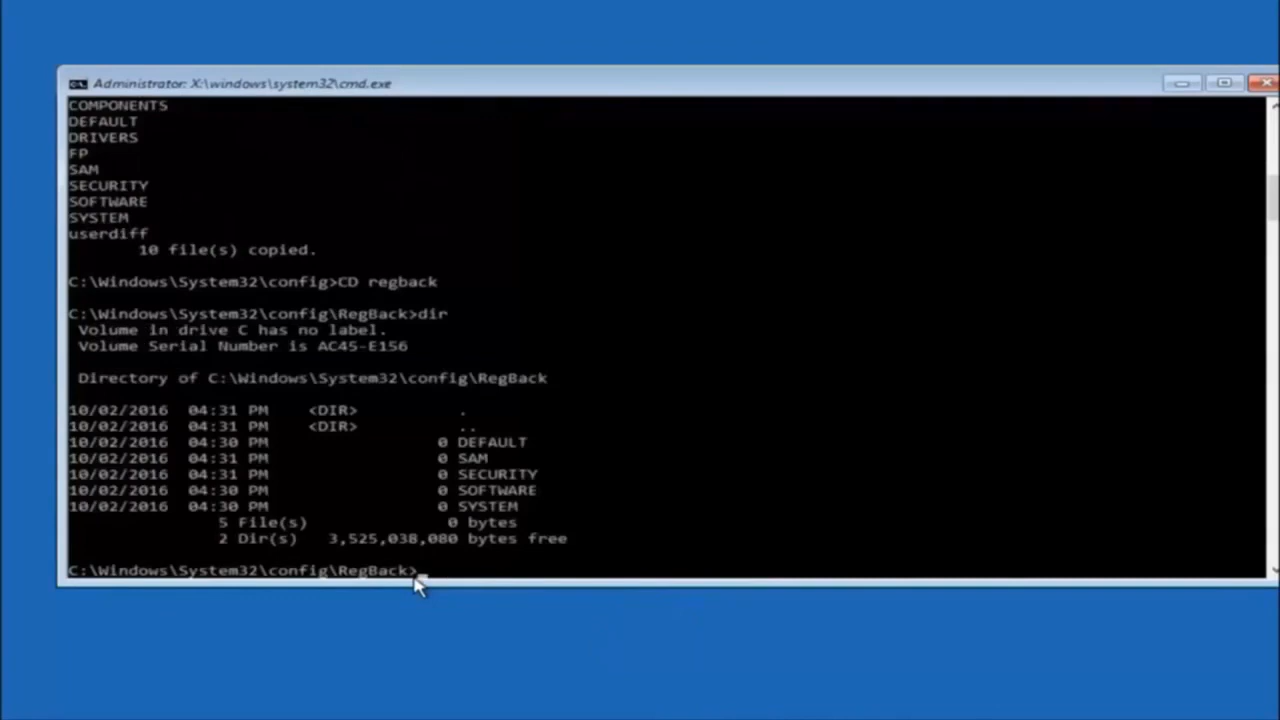 Administrator: X:\windows\system32\cmd.exe
COMPONENTS
DEFAULT
DRIVERS
FP
SAM
SECURITY
SOFTWARE
SYSTEM
userdiff
10 file(s) copied.
C:\Windows\System32\config>CD regback
C:\Windows\System32\config\RegBack>dir
Volume in drive C has no label.
Volume Serial Number is AC45-E156
Directory of C:\Windows\System32\config\RegBack
10/02/2016 04:31 PM <DIR> .
10/02/2016 04:31 PM <DIR> ..
10/02/2016 04:30 PM 0 DEFAULT
10/02/2016 04:31 PM 0 SAM
10/02/2016 04:31 PM 0 SECURITY
10/02/2016 04:30 PM 0 SOFTWARE
10/02/2016 04:30 PM 0 SYSTEM
5 File(s) 0 bytes
2 Dir(s) 3,525,038,080 bytes free
C:\Windows\System32\config\RegBack>_